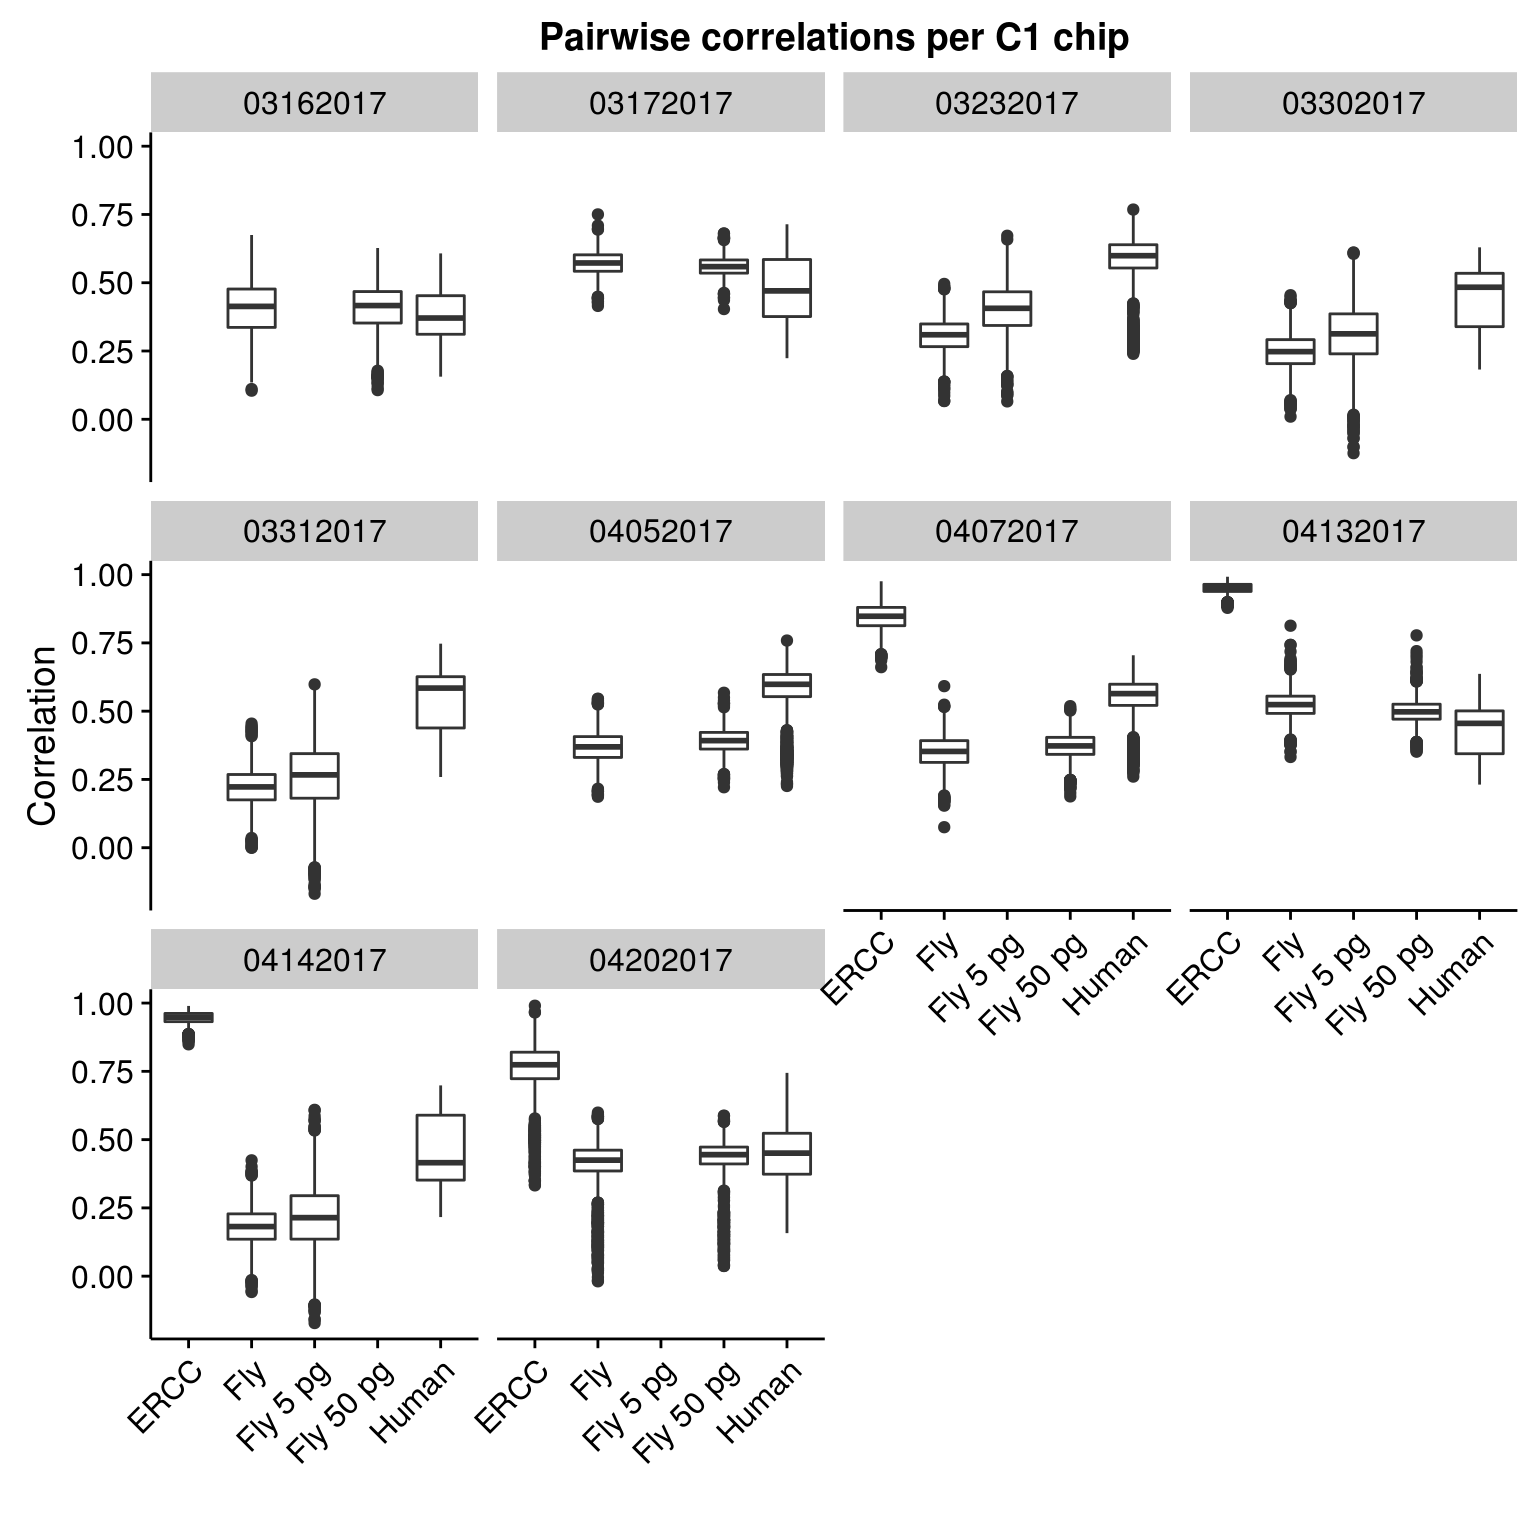 Pairwise correlations per C1 chip
03162017 03172017 03232017 03302017
1.00
0.75
0.50
0.25
0.00
03312017 04052017 04072017 04132017
1.00
0.75
0.50
0.25
0.00
Correlation
ERCC Fly Fly 5 pg Fly 50 pg Human ERCC Fly Fly 5 pg Fly 50 pg Human
04142017 04202017
1.00
0.75
0.50
0.25
0.00
ERCC Fly Fly 5 pg Fly 50 pg Human ERCC Fly Fly 5 pg Fly 50 pg Human